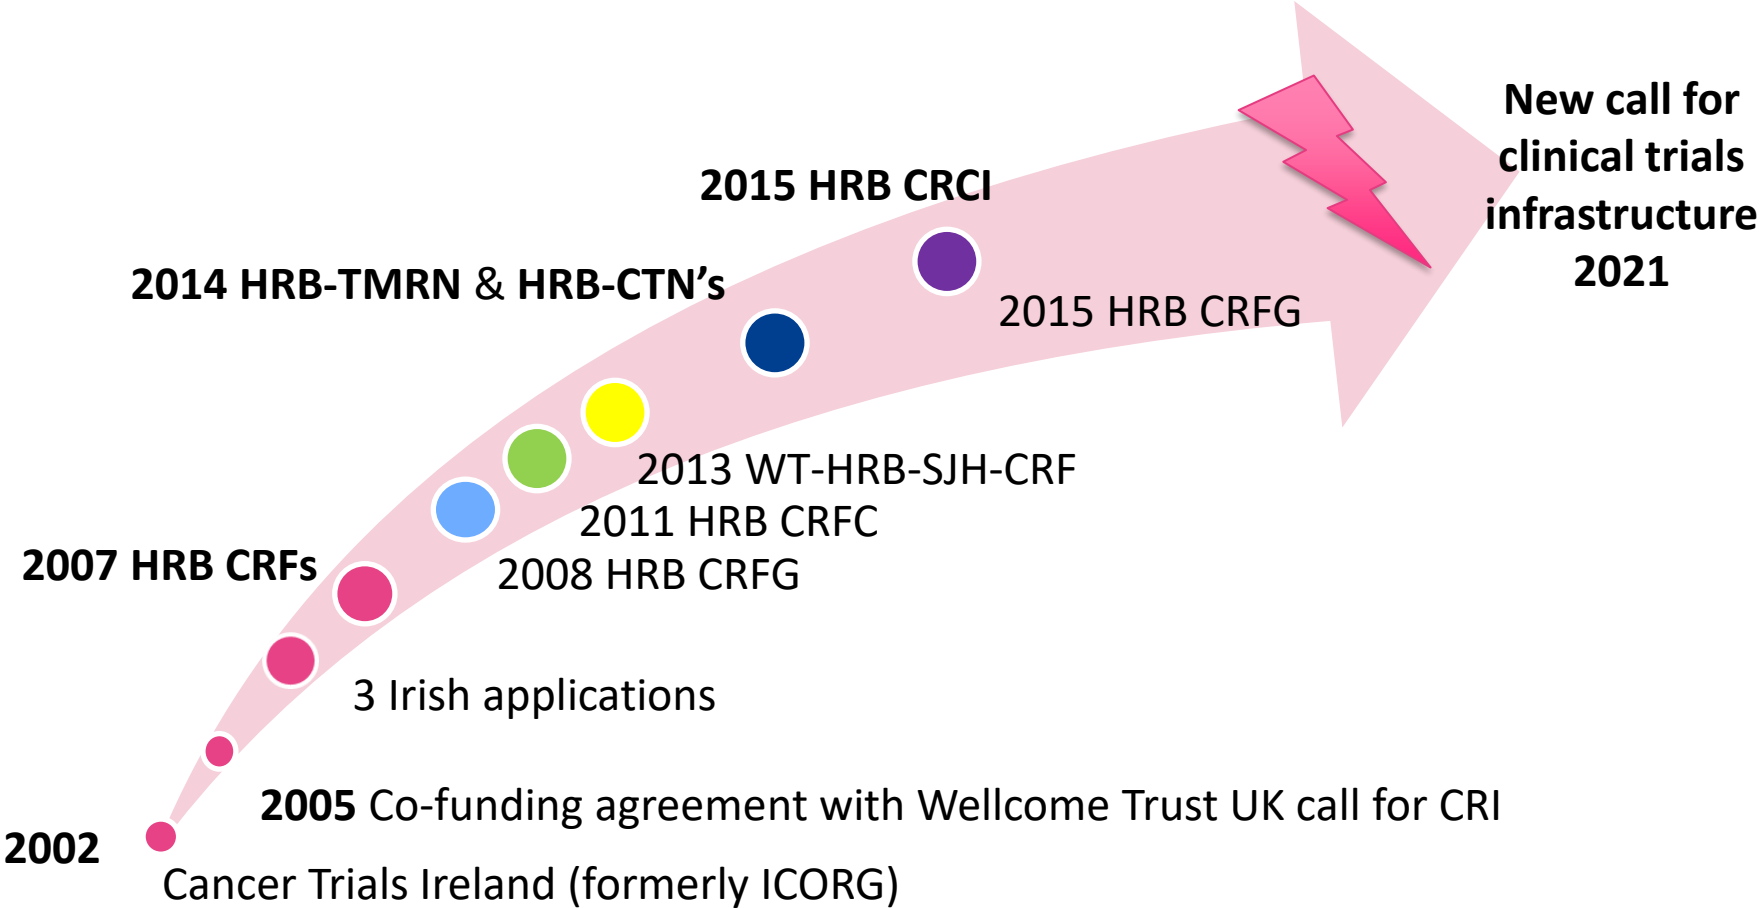 New call for
clinical trials
infrastructure
2021
2015 HRB CRCI
2014 HRB-TMRN & HRB-CTN’s
2015 HRB CRFG
2013 WT-HRB-SJH-CRF
2011 HRB CRFC
2007 HRB CRFs
2008 HRB CRFG
3 Irish applications
2005 Co-funding agreement with Wellcome Trust UK call for CRI
2002
Cancer Trials Ireland (formerly ICORG)